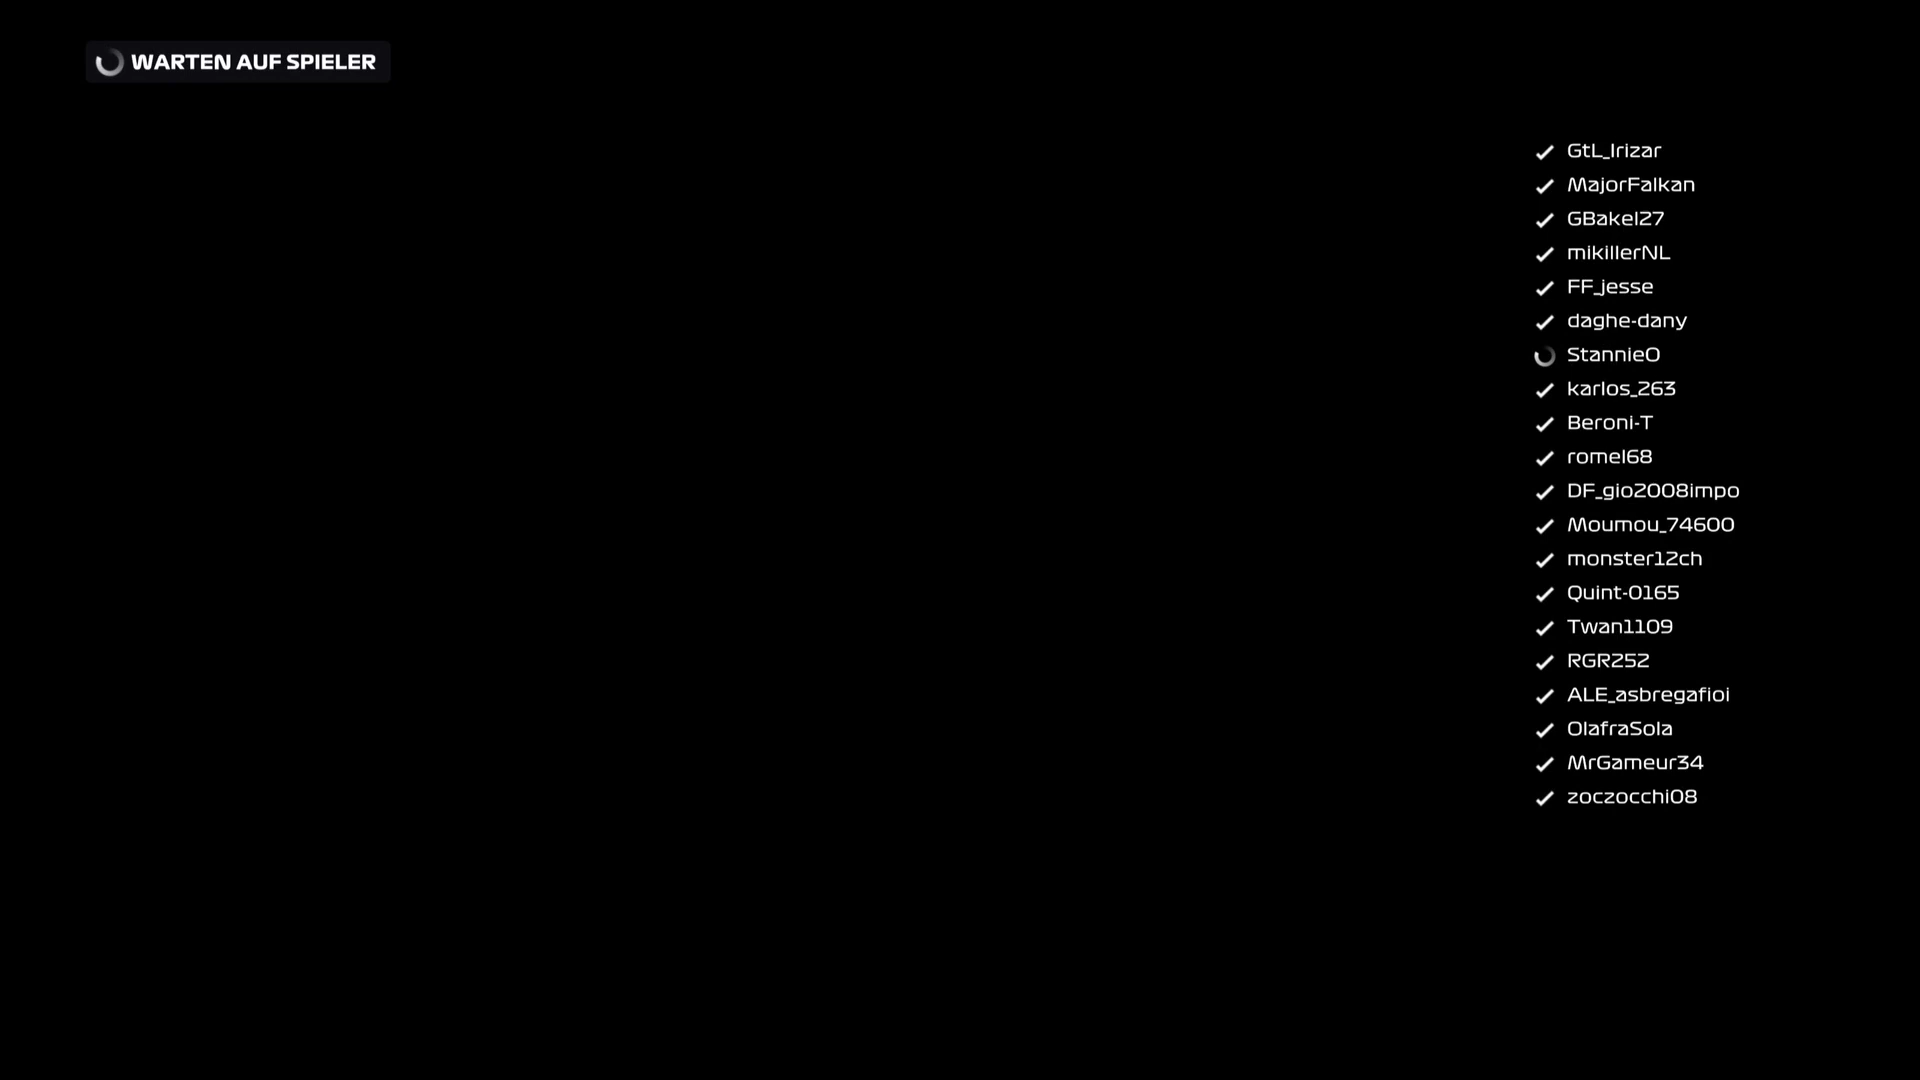 WARTEN AUF SPIELER
GtL_Irizar
MajorFalkan
GBakel27
mikillerNL
FF_jesse
daghe-dany
StannieO
karlos_263
Beroni-T
romel68
DF_gio2008impo
Moumou_74600
monster12ch
Quint-0165
Twan1109
RGR252
ALE_asbregafioi
OlafraSola
MrGameur34
zoczocchi08